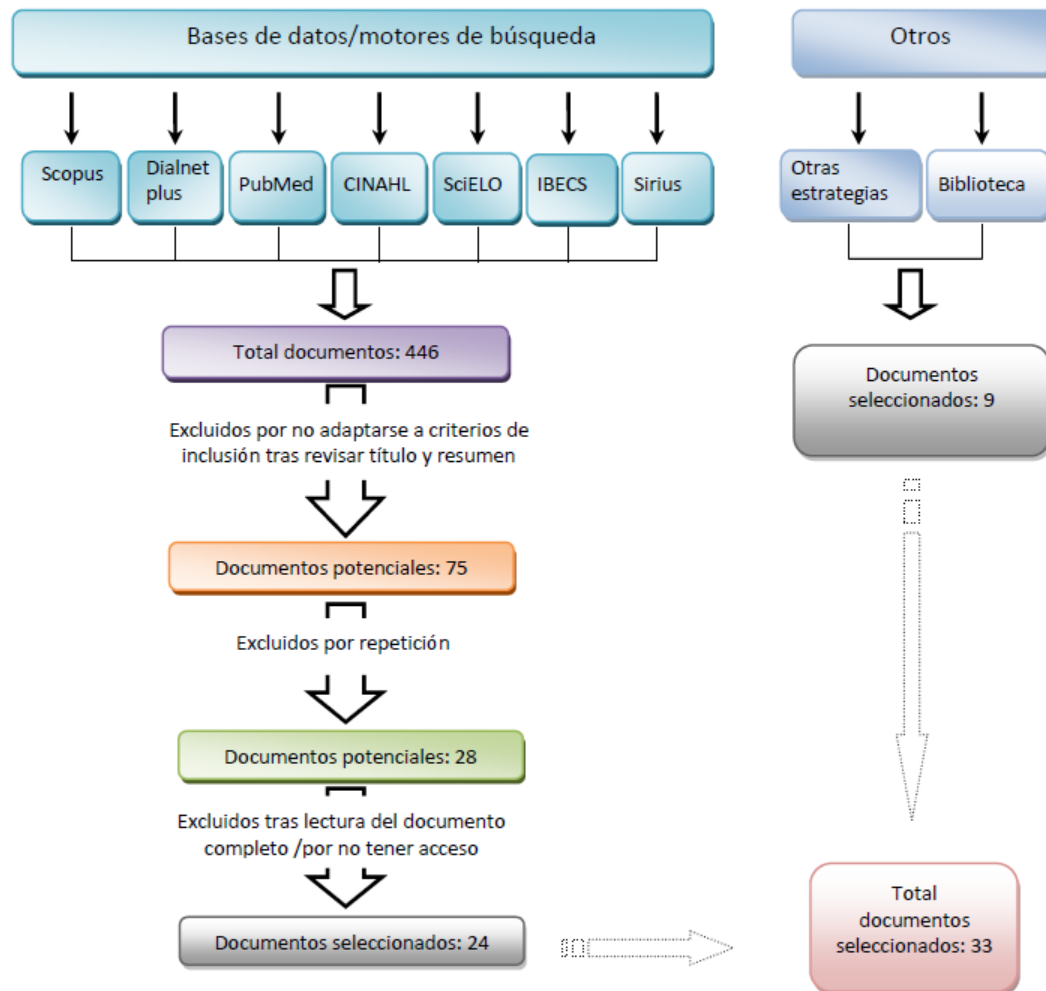 Bases de datos/motores de búsqueda
Otros
Scopus
Dialnet
plus
PubMed
CINAHL
SciELO
IBECS
Sirius
Otras
estrategias
Biblioteca
Total documentos: 446
Documentos
seleccionados: 9
Excluidos por no adaptarse a criterios de
inclusión tras revisar título y resumen
Documentos potenciales: 75
Excluidos por repetición
Documentos potenciales: 28
Excluidos tras lectura del documento
completo /por no tener acceso
Documentos seleccionados: 24
Total
documentos
seleccionados: 33